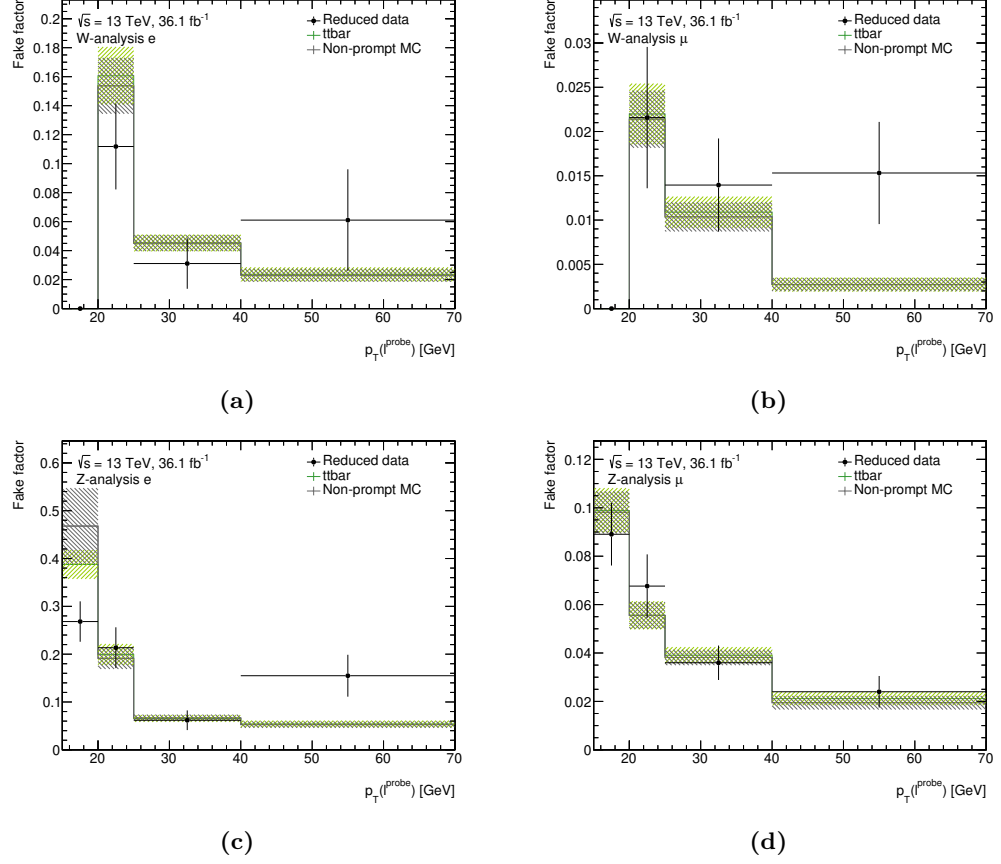 Fake factor
0.2
0.18
0.16
0.14
0.12
0.1
0.08
0.06
0.04
0.02
0
√s = 13 TeV, 36.1 fb⁻¹
W-analysis e
Reduced data
ttbar
Non-prompt MC
20 30 40 50 60 70
p_T(l^probe) [GeV]
(a)
Fake factor
0.03
0.025
0.02
0.015
0.01
0.005
0
√s = 13 TeV, 36.1 fb⁻¹
W-analysis μ
Reduced data
ttbar
Non-prompt MC
20 30 40 50 60 70
p_T(l^probe) [GeV]
(b)
Fake factor
0.6
0.5
0.4
0.3
0.2
0.1
0
√s = 13 TeV, 36.1 fb⁻¹
Z-analysis e
Reduced data
ttbar
Non-prompt MC
20 30 40 50 60 70
p_T(l^probe) [GeV]
(c)
Fake factor
0.12
0.1
0.08
0.06
0.04
0.02
0
√s = 13 TeV, 36.1 fb⁻¹
Z-analysis μ
Reduced data
ttbar
Non-prompt MC
20 30 40 50 60 70
p_T(l^probe) [GeV]
(d)